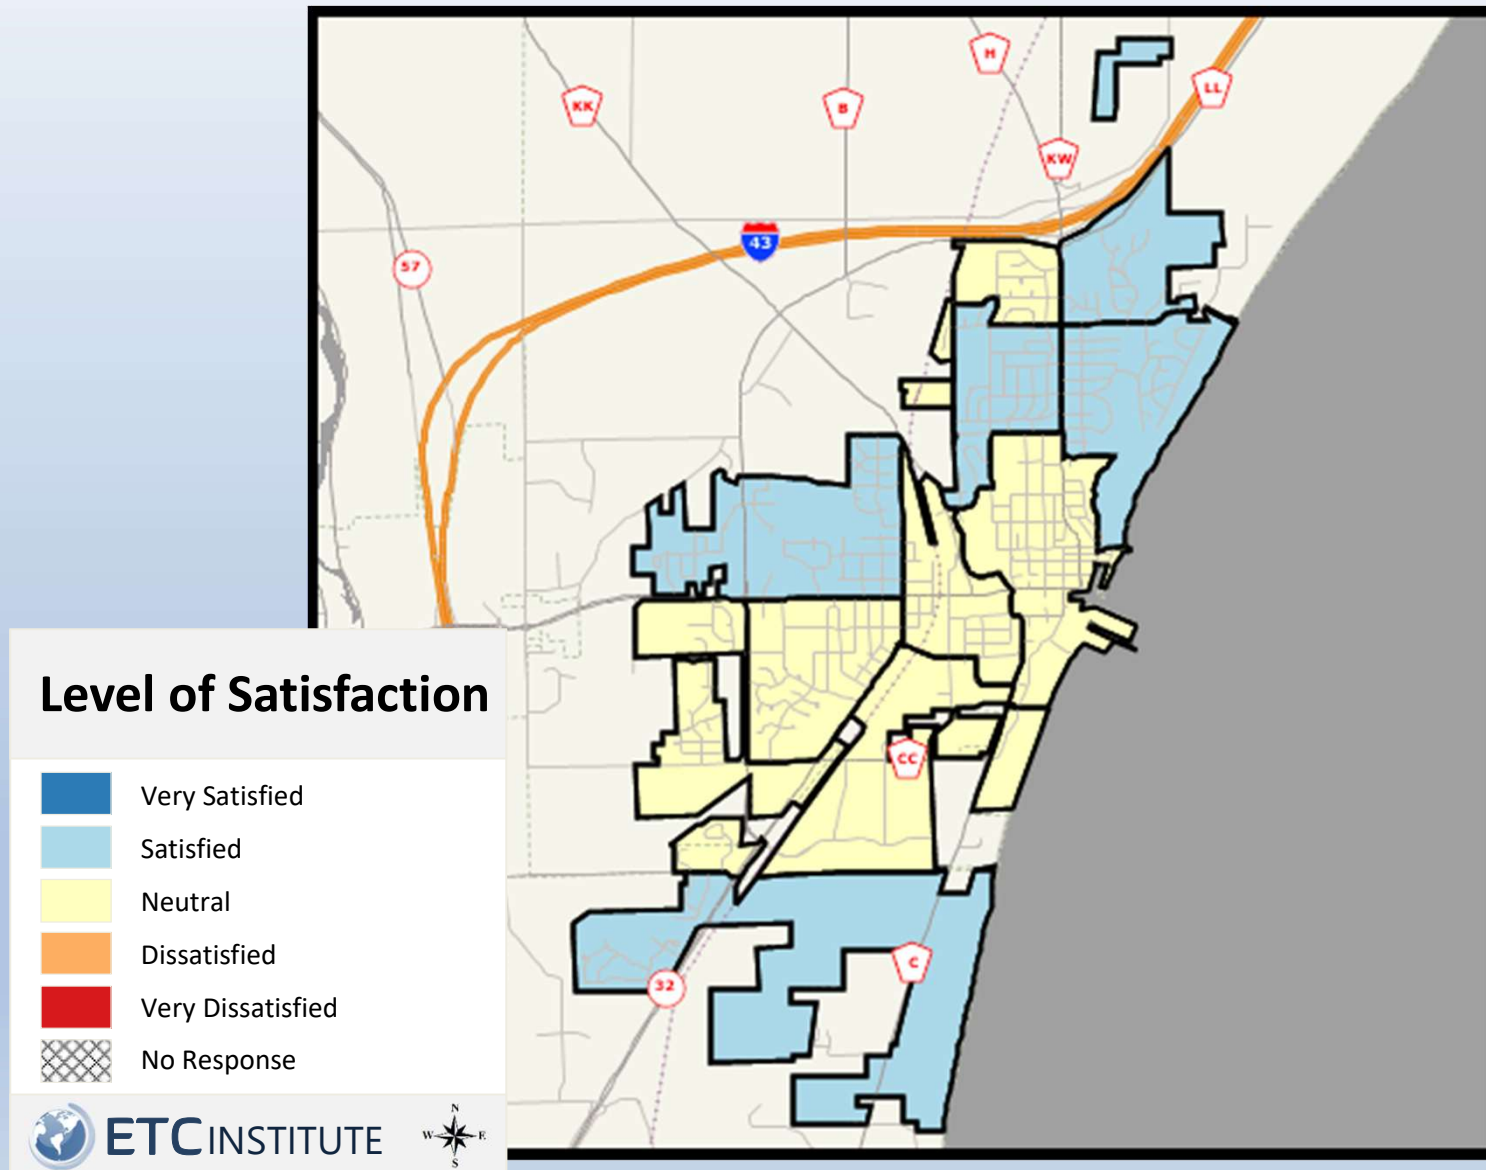 H
LL
KK
B
KW
43
57
CC
C
32
Level of Satisfaction
Very Satisfied
Satisfied
Neutral
Dissatisfied
Very Dissatisfied
No Response
ETC INSTITUTE
N
W E
S